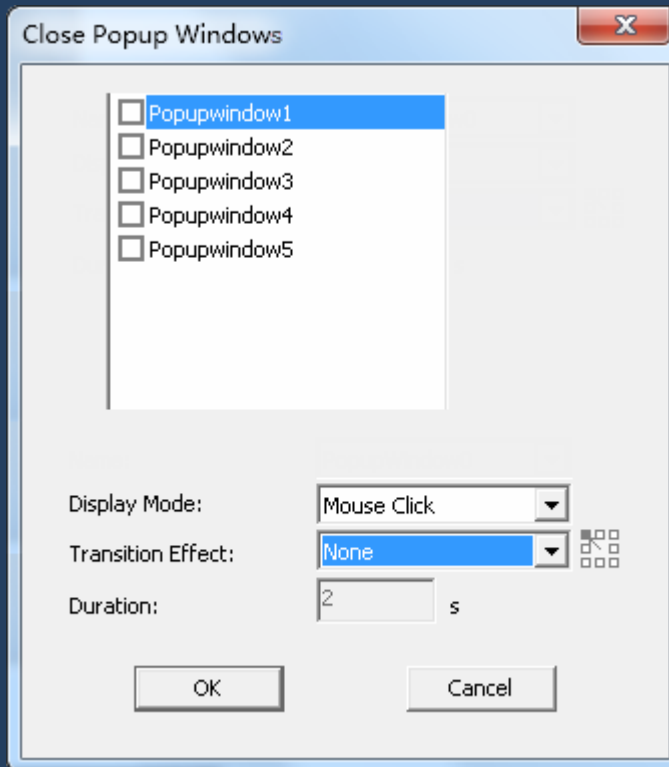 Close Popup Windows
Popupwindow1
Popupwindow2
Popupwindow3
Popupwindow4
Popupwindow5
Display Mode: Mouse Click
Transition Effect: None
Duration: 2 s
OK Cancel